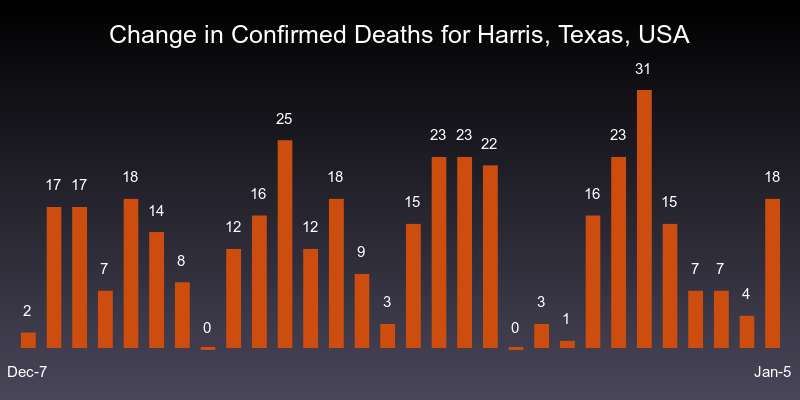 Change in Confirmed Deaths for Harris, Texas, USA
2 17 17 7 18 14 8 0 12 16 25 12 18 9 3 15 23 23 22 0 3 1 16 23 31 15 7 7 4 18
Dec-7 Jan-5